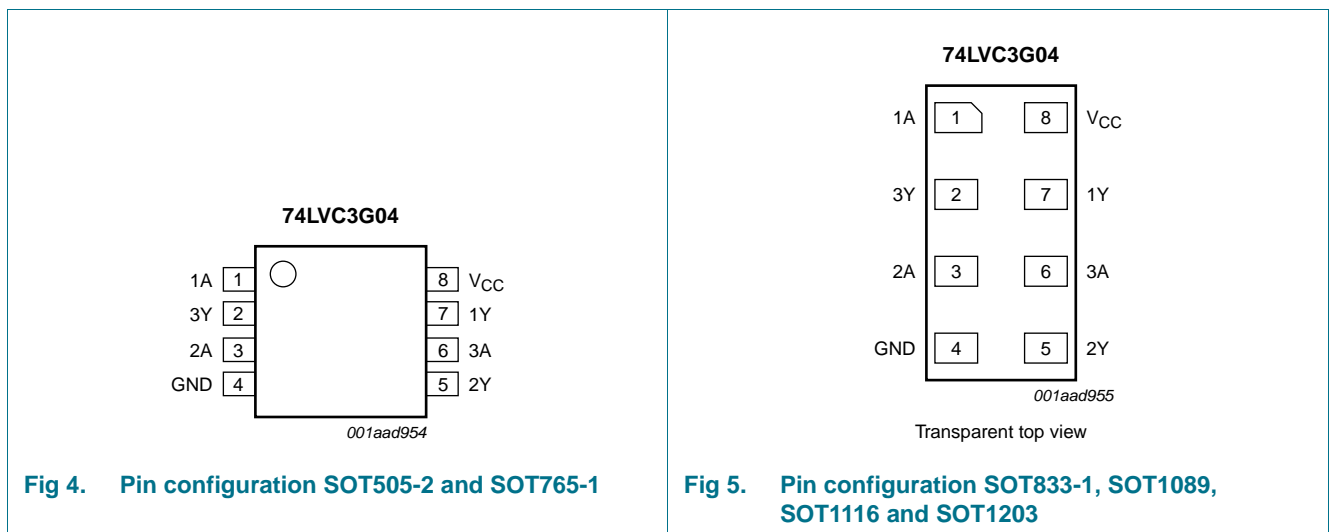 74LVC3G04
1A 1 8 VCC
3Y 2 7 1Y
2A 3 6 3A
GND 4 5 2Y
001aad954
Fig 4. Pin configuration SOT505-2 and SOT765-1
74LVC3G04
1A 1 8 VCC
3Y 2 7 1Y
2A 3 6 3A
GND 4 5 2Y
001aad955
Transparent top view
Fig 5. Pin configuration SOT833-1, SOT1089,
SOT1116 and SOT1203